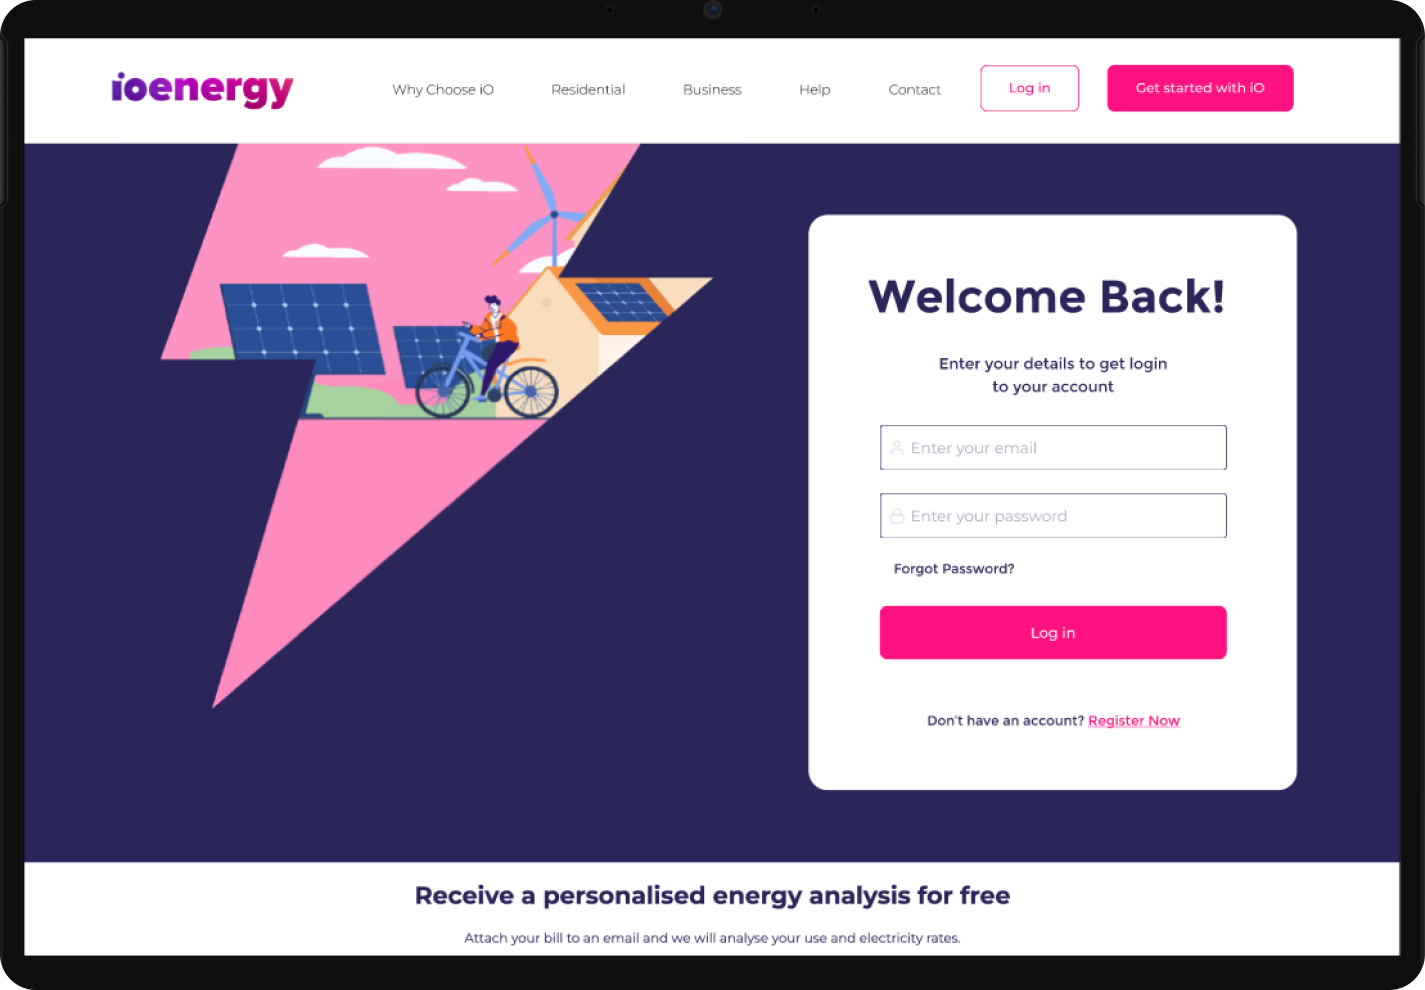 ioenergy
Why Choose iO
Residential
Business
Help
Contact
Log in
Get started with iO
Welcome Back!
Enter your details to get login
to your account
Enter your email
Enter your password
Forgot Password?
Log in
Don't have an account? Register Now
Receive a personalised energy analysis for free
Attach your bill to an email and we will analyse your use and electricity rates.